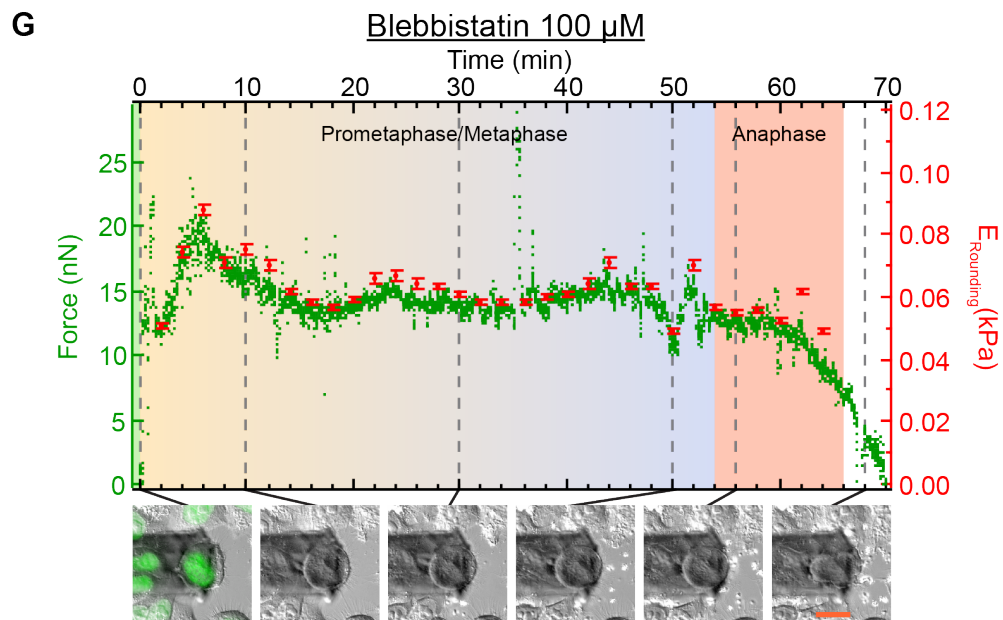 G
Blebbistatin 100 µM
Time (min)
0 10 20 30 40 50 60 70
Prometaphase/Metaphase
Anaphase
Force (nN)
25
20
15
10
5
0
0.12
0.10
0.08
0.06
0.04
0.02
0.00
E_Rounding (kPa)